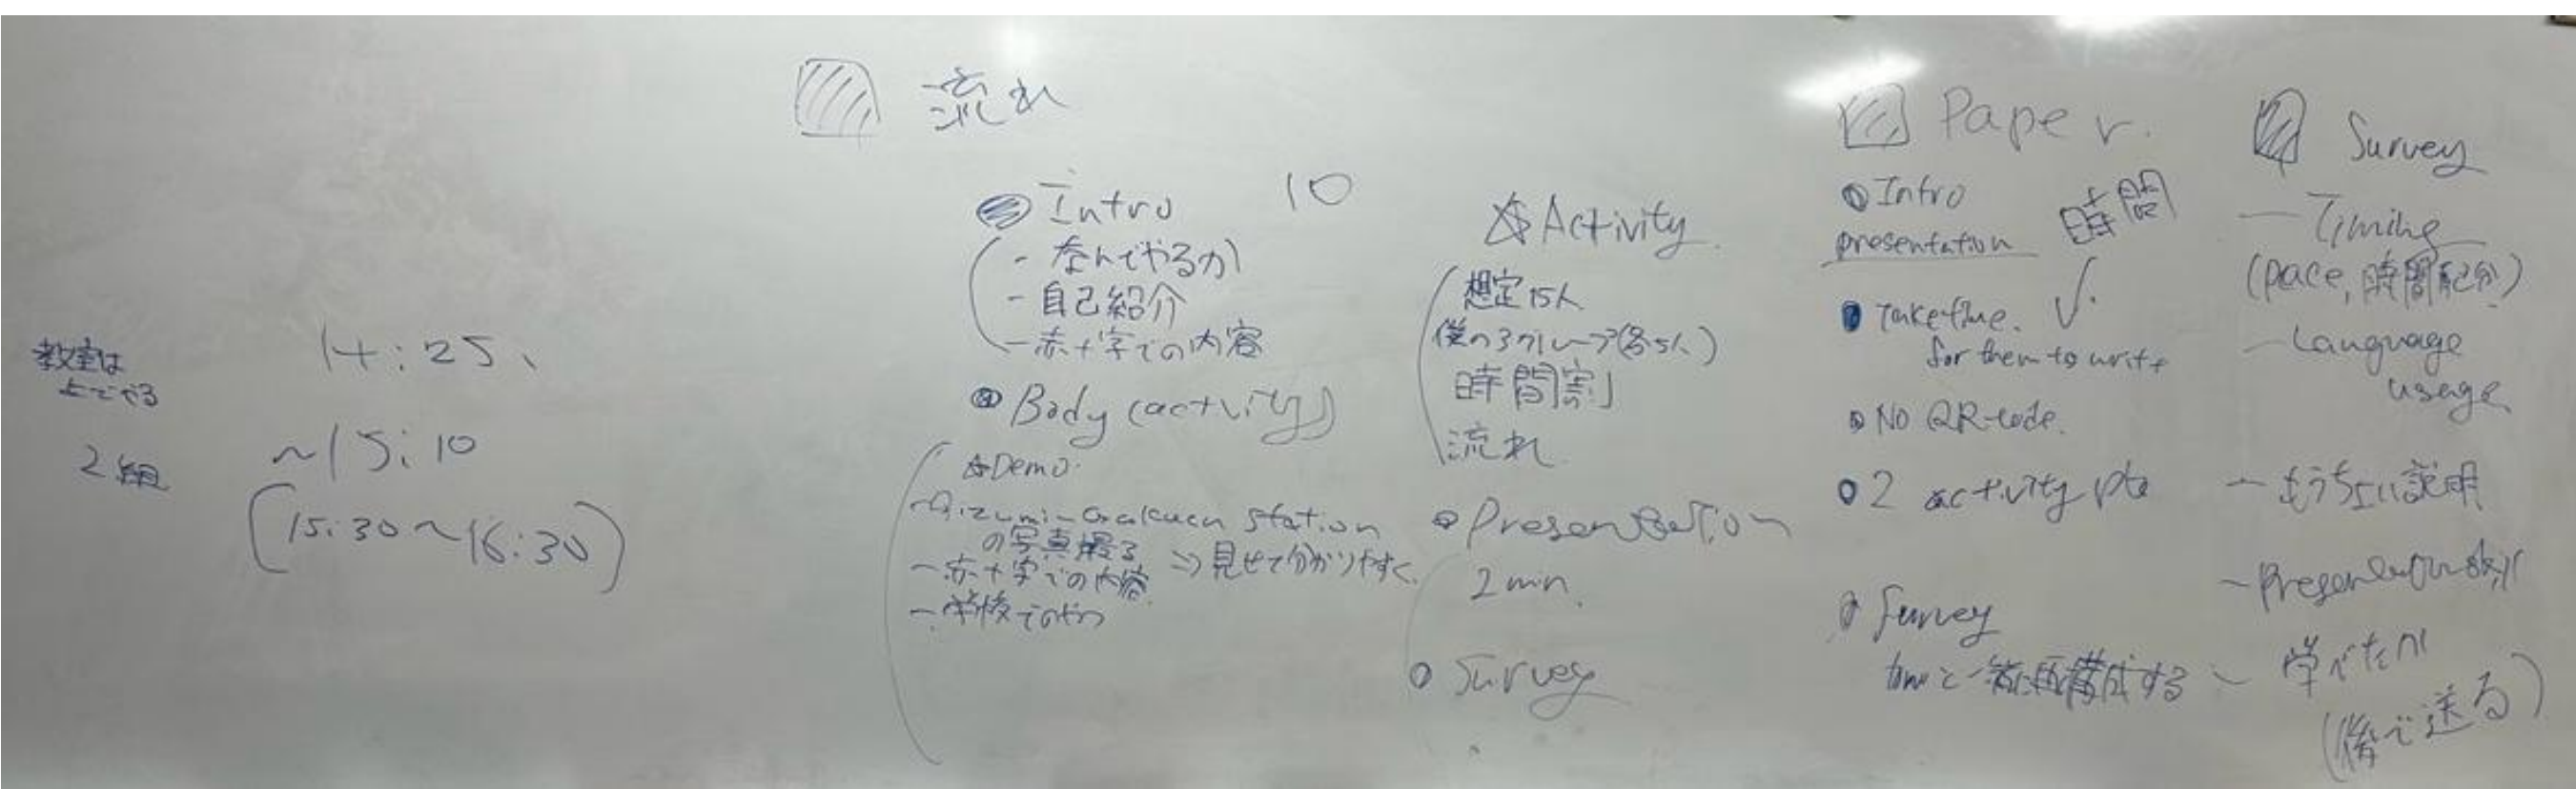 教室は
上でやる
2組
14:25、
~15:10
(15:30~16:30)
流れ
Intro 10
- なんでやるか
- 自己紹介
- 赤十字での内容
Body (activity)
☆Demo.
Station
の写真撮る
- 赤十字での内容 ⇒ 見せて分かりやすく
- 学校でのやつ
☆Activity
想定15人
僕の3グループ(各5人)
時間割
流れ
Presentation
2 min.
Survey
Paper.
Intro
presentation 時間
Take time. ✓
for them to write
No QR-code.
2 activity
Survey
と一緒に再構成する
Survey
- Timing
(pace, 時間配分)
- Language
usage
- もうちょい説明
- Presentation skill
- 学べたか
(後で送る)